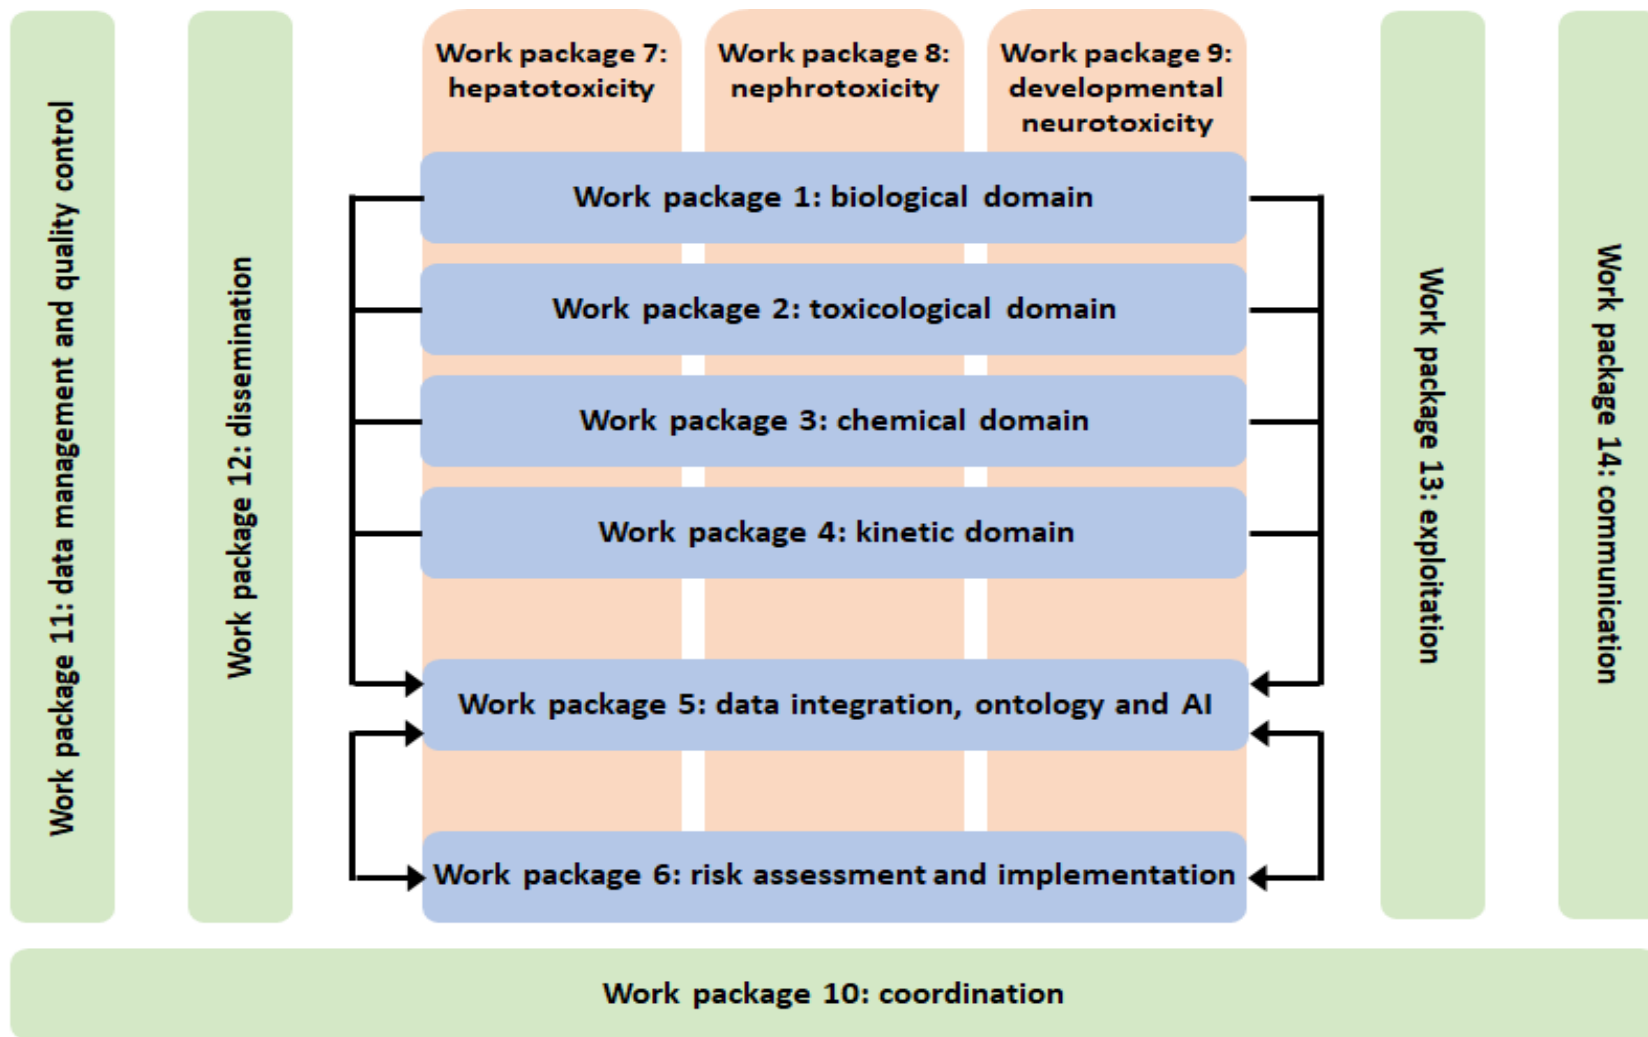 Work package 11: data management and quality control
Work package 12: dissemination
Work package 7:
hepatotoxicity
Work package 8:
nephrotoxicity
Work package 9:
developmental
neurotoxicity
Work package 1: biological domain
Work package 2: toxicological domain
Work package 3: chemical domain
Work package 4: kinetic domain
Work package 5: data integration, ontology and AI
Work package 6: risk assessment and implementation
Work package 13: exploitation
Work package 14: communication
Work package 10: coordination